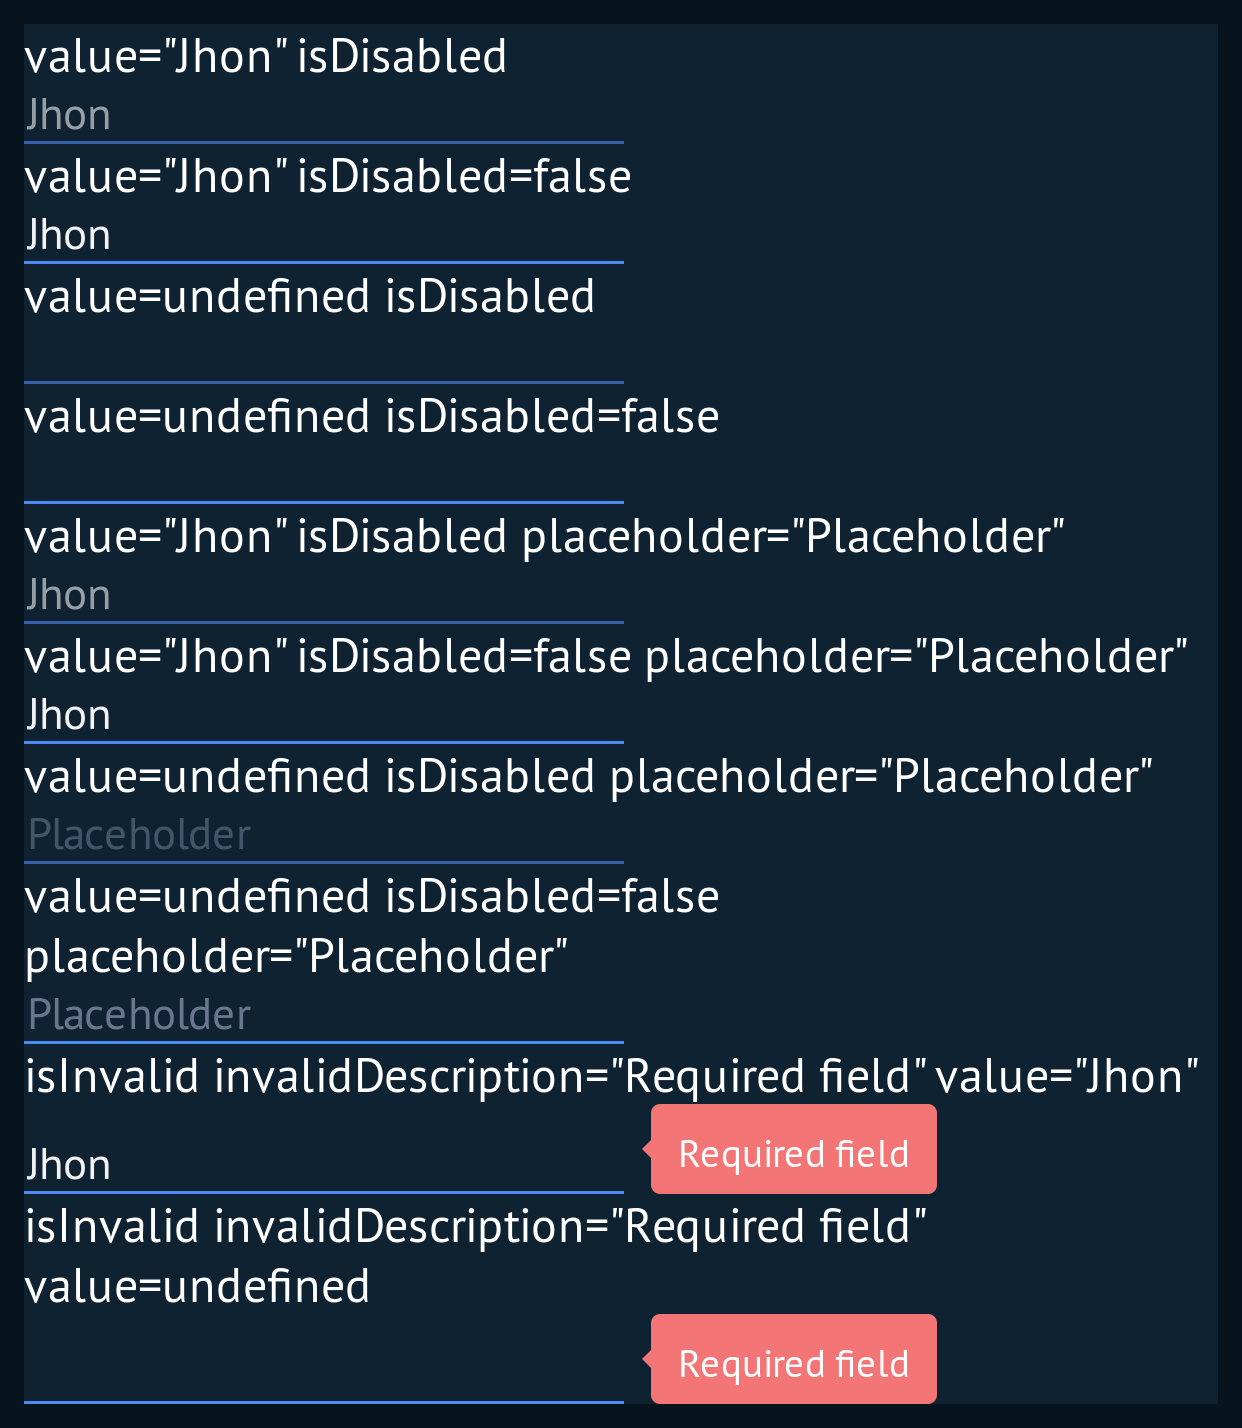 value="Jhon" isDisabled
Jhon
value="Jhon" isDisabled=false
Jhon
value=undefined isDisabled
value=undefined isDisabled=false
value="Jhon" isDisabled placeholder="Placeholder"
Jhon
value="Jhon" isDisabled=false placeholder="Placeholder"
Jhon
value=undefined isDisabled placeholder="Placeholder"
Placeholder
value=undefined isDisabled=false
placeholder="Placeholder"
Placeholder
isInvalid invalidDescription="Required field" value="Jhon"
Jhon Required field
isInvalid invalidDescription="Required field"
value=undefined
Required field